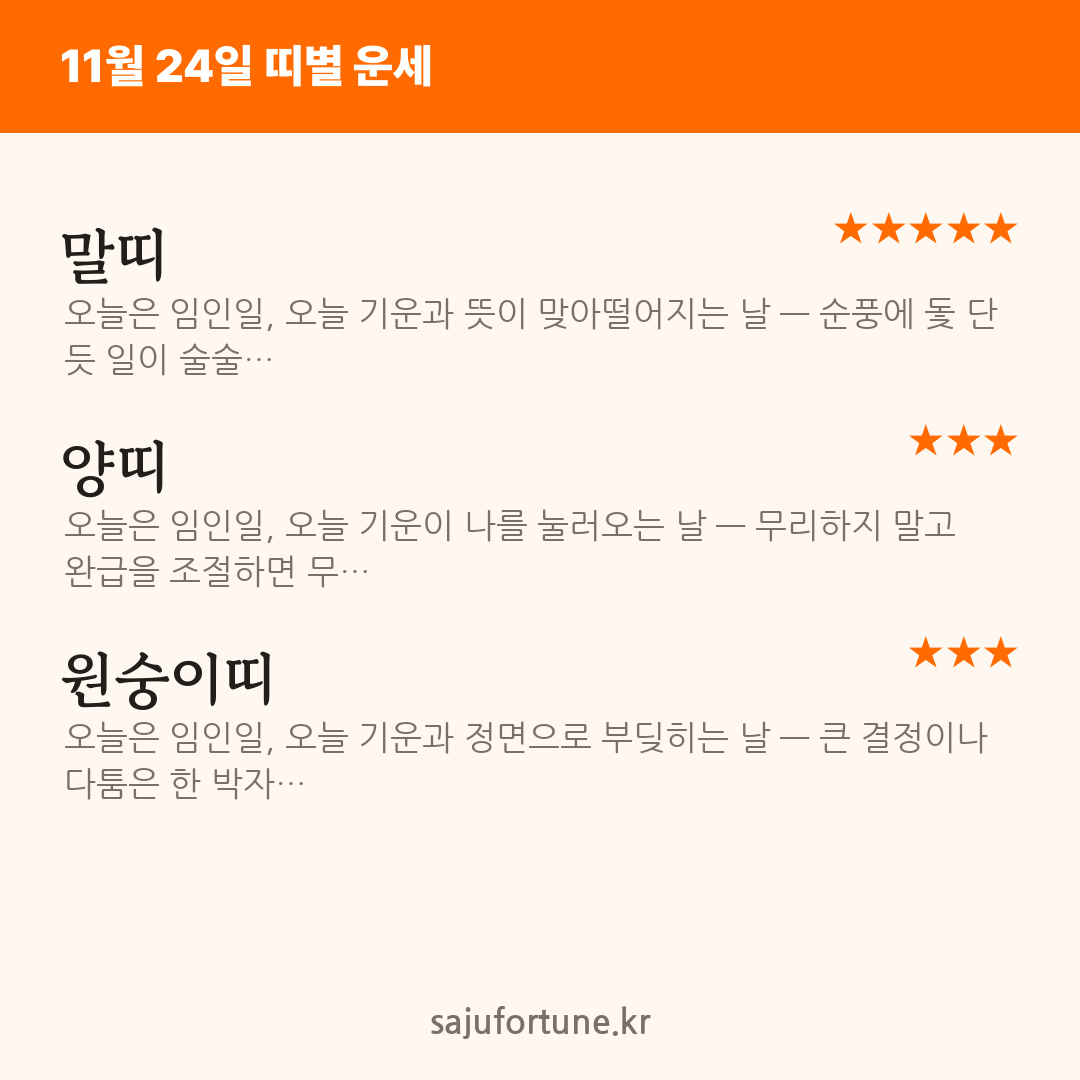 11월 24일 띠별 운세
말띠 ★★★★★
오늘은 임인일, 오늘 기운과 뜻이 맞아떨어지는 날 — 순풍에 돛 단
듯 일이 술술…
양띠 ★★★
오늘은 임인일, 오늘 기운이 나를 눌러오는 날 — 무리하지 말고
완급을 조절하면 무…
원숭이띠 ★★★
오늘은 임인일, 오늘 기운과 정면으로 부딪히는 날 — 큰 결정이나
다툼은 한 박자…
sajufortune.kr